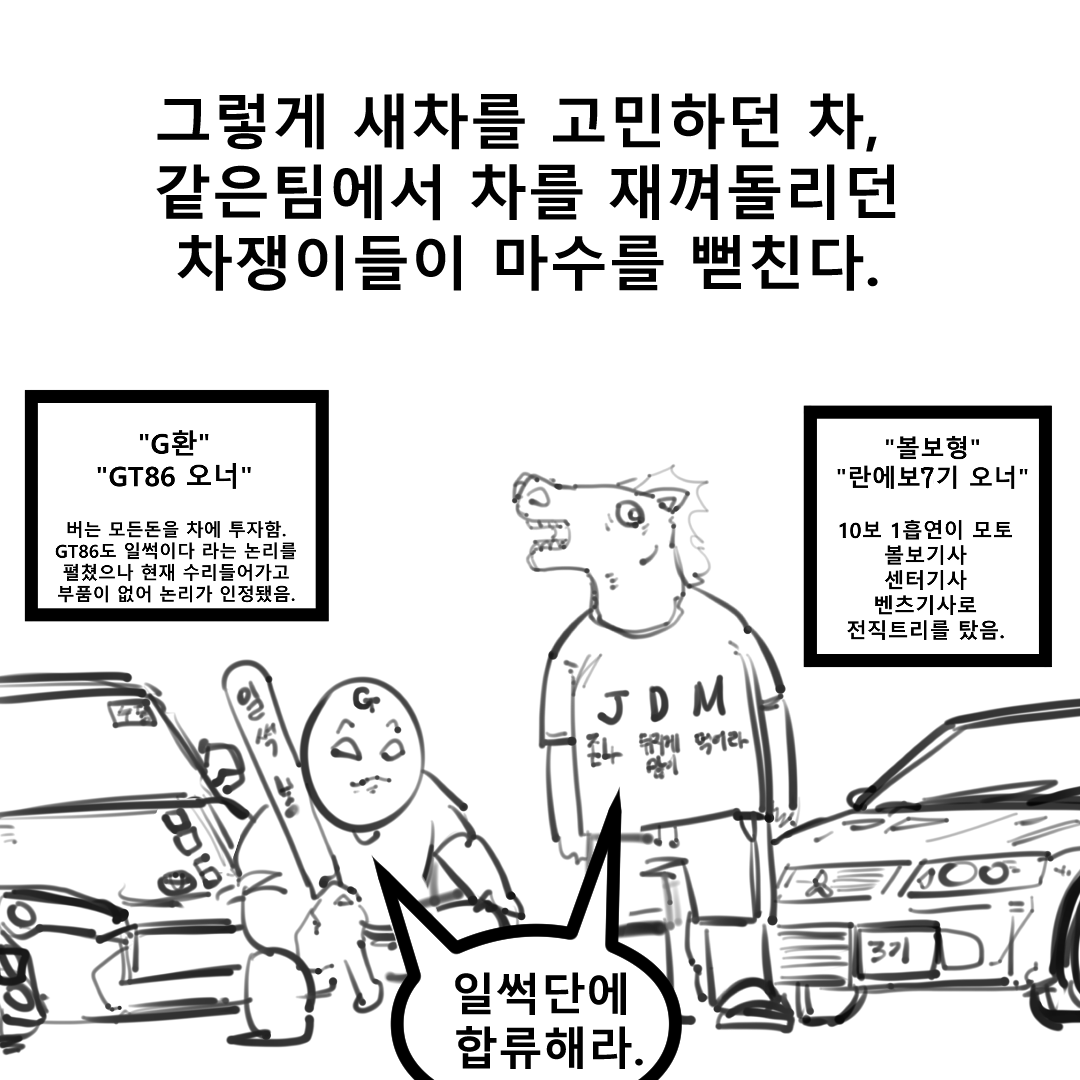 그렇게 새차를 고민하던 차,
같은팀에서 차를 재껴돌리던
차쟁이들이 마수를 뻗친다.
"G환"
"GT86 오너"
버는 모든돈을 차에 투자함.
GT86도 일썩이다 라는 논리를
펼쳤으나 현재 수리들어가고
부품이 없어 논리가 인정됐음.
"볼보형"
"란에보7기 오너"
10보 1흡연이 모토
볼보기사
센터기사
벤츠기사로
전직트리를 탔음.
일썩
G
JDM
존나 많이 먹어라
3기
일썩단에
합류해라.